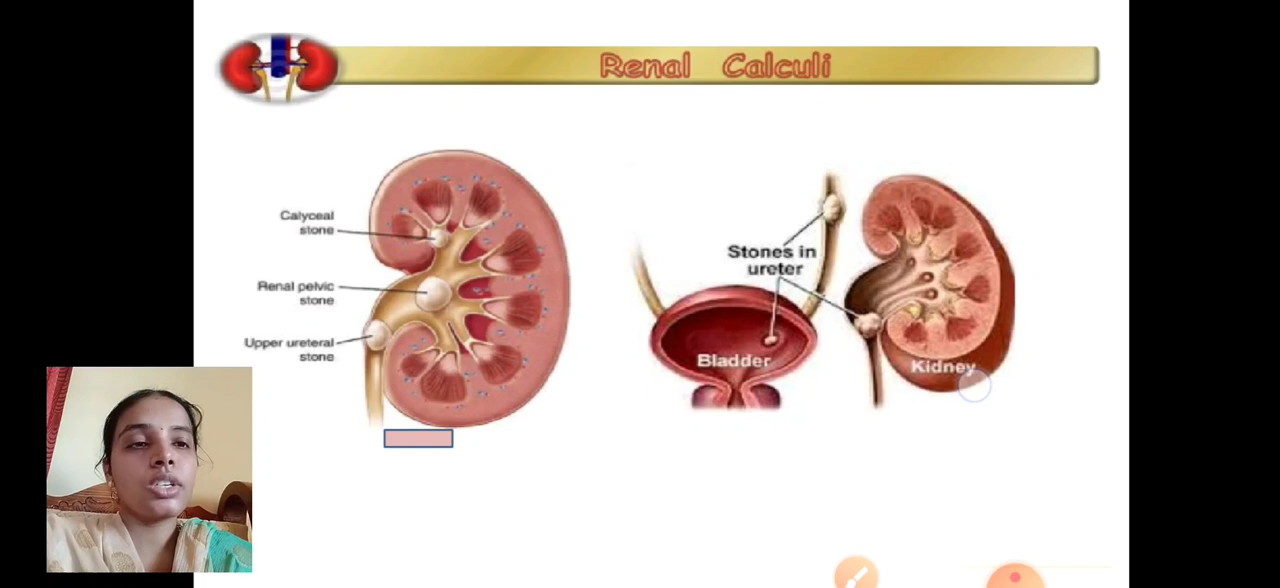 Renal Calculi
Calyceal
stone
Renal pelvic
stone
Upper ureteral
stone
Stones in
ureter
Bladder
Kidney